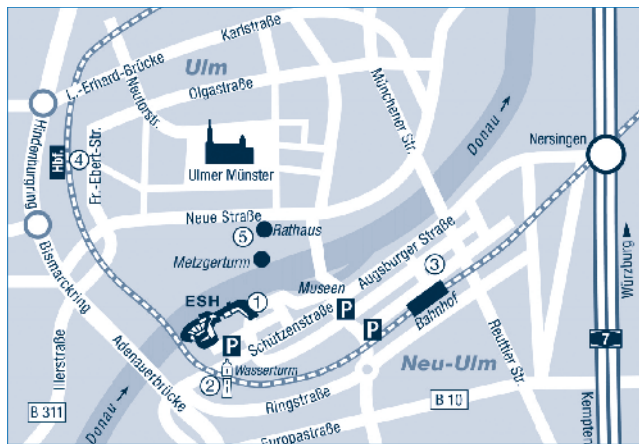 Karlstraße
L.-Erhard-Brücke
Ulm
Neutorstr.
Olgastraße
Münchener Str.
Donau →
Nersingen
Hindenburgring
Hbf.
4
Fr.-Ebert-Str.
Ulmer Münster
Neue Straße
5
Rathaus
Metzgerturm
Augsburger Straße
3
Würzburg
Bismarckring
Museen
ESH
1
P
P
P
Bahnhof
Schützenstraße
7
Neu-Ulm
Reuttier Str.
Illerstraße
Adenauerbrücke
2
Wasserturm
Ringstraße
B 10
B 311
Donau →
Europastraße
Kempten